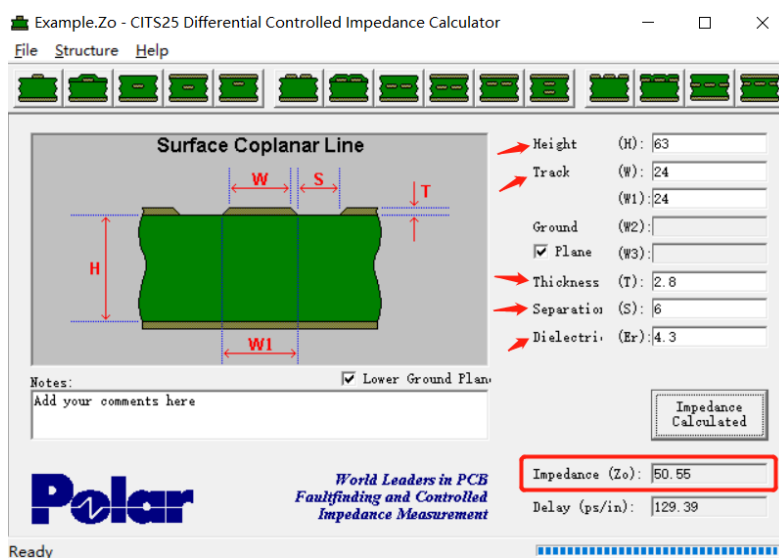 Example.Zo - CITS25 Differential Controlled Impedance Calculator
File Structure Help
Surface Coplanar Line
W
S
T
H
W1
Height (H): 63
Track (W): 24
(W1): 24
Ground (W2):
Plane (W3):
Thickness (T): 2.8
Separatio (S): 6
Dielectri (Er): 4.3
Lower Ground Plan
Notes:
Add your comments here
Impedance
Calculated
Polar
World Leaders in PCB
Faultfinding and Controlled
Impedance Measurement
Impedance (Zo): 50.55
Delay (ps/in): 129.39
Ready